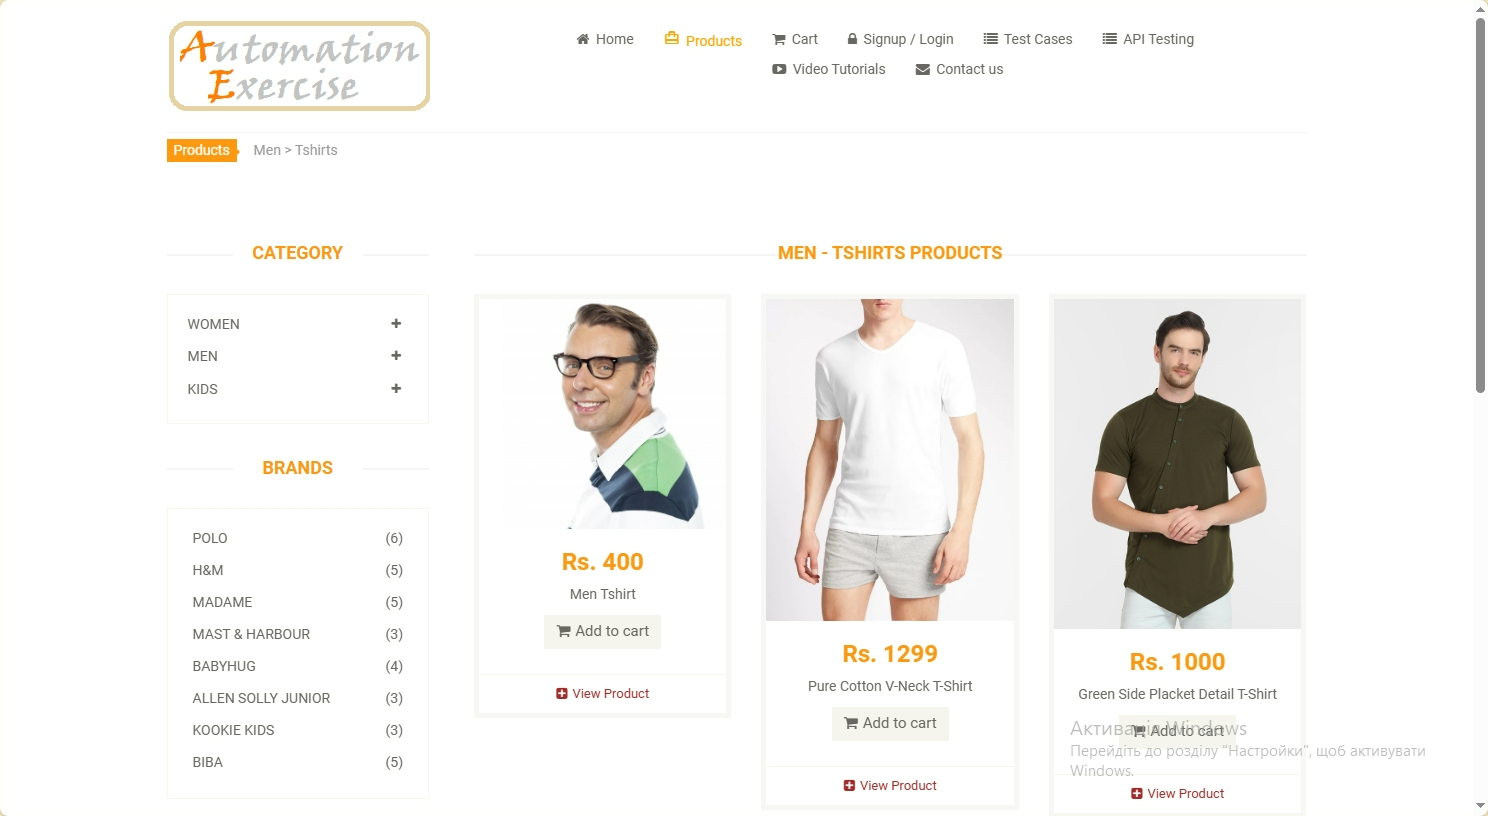 Automation
Exercise
Home
Products
Cart
Signup / Login
Test Cases
API Testing
Video Tutorials
Contact us
Products
Men > Tshirts
CATEGORY
WOMEN
MEN
KIDS
BRANDS
POLO (6)
H&M (5)
MADAME (5)
MAST & HARBOUR (3)
BABYHUG (4)
ALLEN SOLLY JUNIOR (3)
KOOKIE KIDS (3)
BIBA (5)
MEN - TSHIRTS PRODUCTS
Rs. 400
Men Tshirt
Add to cart
View Product
Rs. 1299
Pure Cotton V-Neck T-Shirt
Add to cart
View Product
Rs. 1000
Green Side Placket Detail T-Shirt
Add to cart
View Product
Активація Windows
Перейдіть до розділу "Настройки", щоб активувати
Windows.